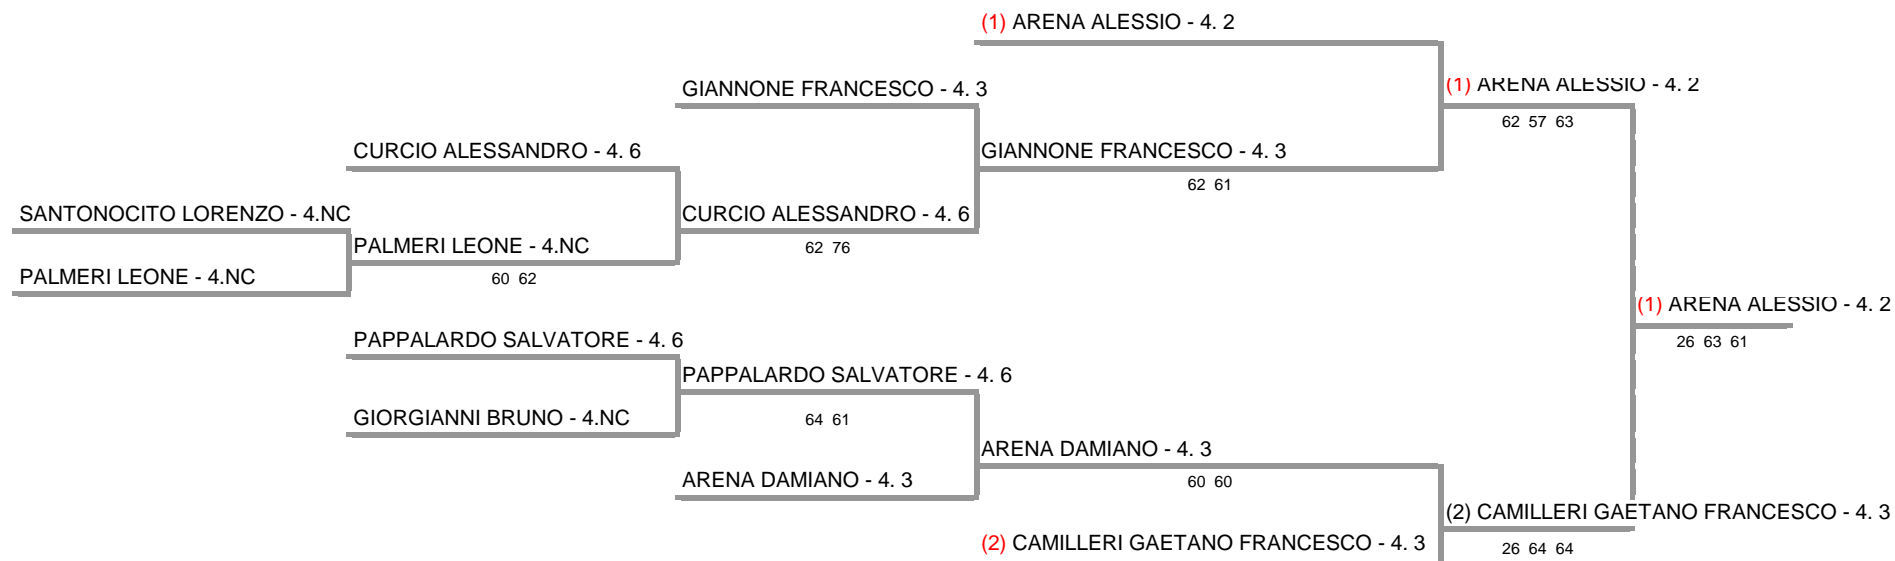 (1) ARENA ALESSIO - 4. 2
GIANNONE FRANCESCO - 4. 3
(1) ARENA ALESSIO - 4. 2
62 57 63
CURCIO ALESSANDRO - 4. 6
GIANNONE FRANCESCO - 4. 3
62 61
SANTONOCITO LORENZO - 4.NC
CURCIO ALESSANDRO - 4. 6
62 76
PALMERI LEONE - 4.NC
60 62
PALMERI LEONE - 4.NC
(1) ARENA ALESSIO - 4. 2
26 63 61
PAPPALARDO SALVATORE - 4. 6
PAPPALARDO SALVATORE - 4. 6
64 61
GIORGIANNI BRUNO - 4.NC
ARENA DAMIANO - 4. 3
60 60
ARENA DAMIANO - 4. 3
(2) CAMILLERI GAETANO FRANCESCO - 4. 3
26 64 64
(2) CAMILLERI GAETANO FRANCESCO - 4. 3